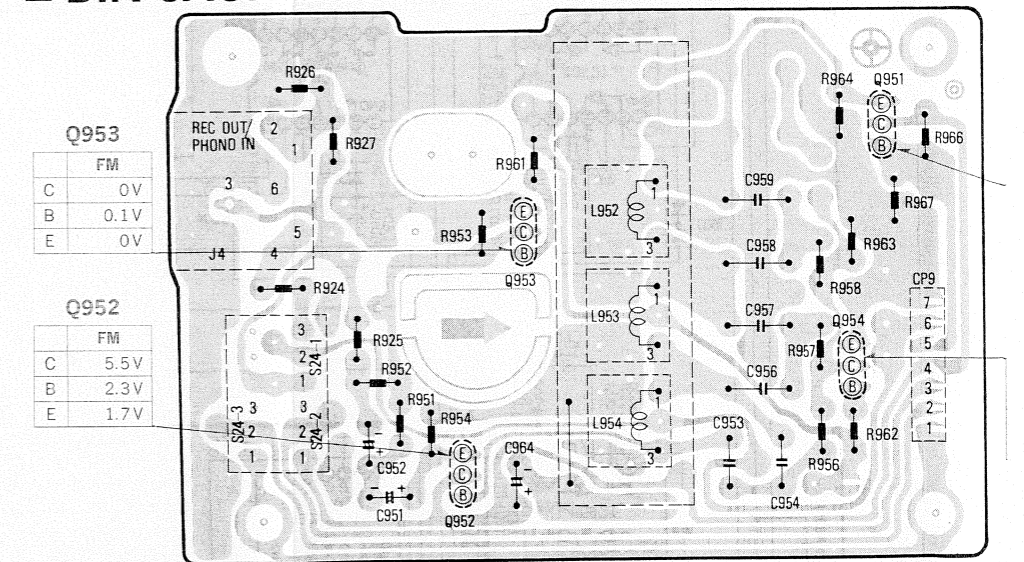 R926
R964
Q951
E
C
B
REC OUT/
PHONO IN
2
1
3
6
5
J4
4
R927
R966
Q953
FM
C 0V
B 0.1V
E 0V
R961
C959
R967
L952
1
3
R953
E
C
B
Q953
C958
R963
R958
CP9
7
6
5
4
3
2
1
R924
Q952
FM
C 5.5V
B 2.3V
E 1.7V
L953
1
3
C957
Q954
E
C
B
R957
3
2
1
S24-1
R925
R952
C956
R951
R954
L954
1
3
S24-3
3
2
1
S24-2
3
2
1
C953
R956
R962
C952
- +
C964
- +
E
C
B
Q952
C954
- +
C951